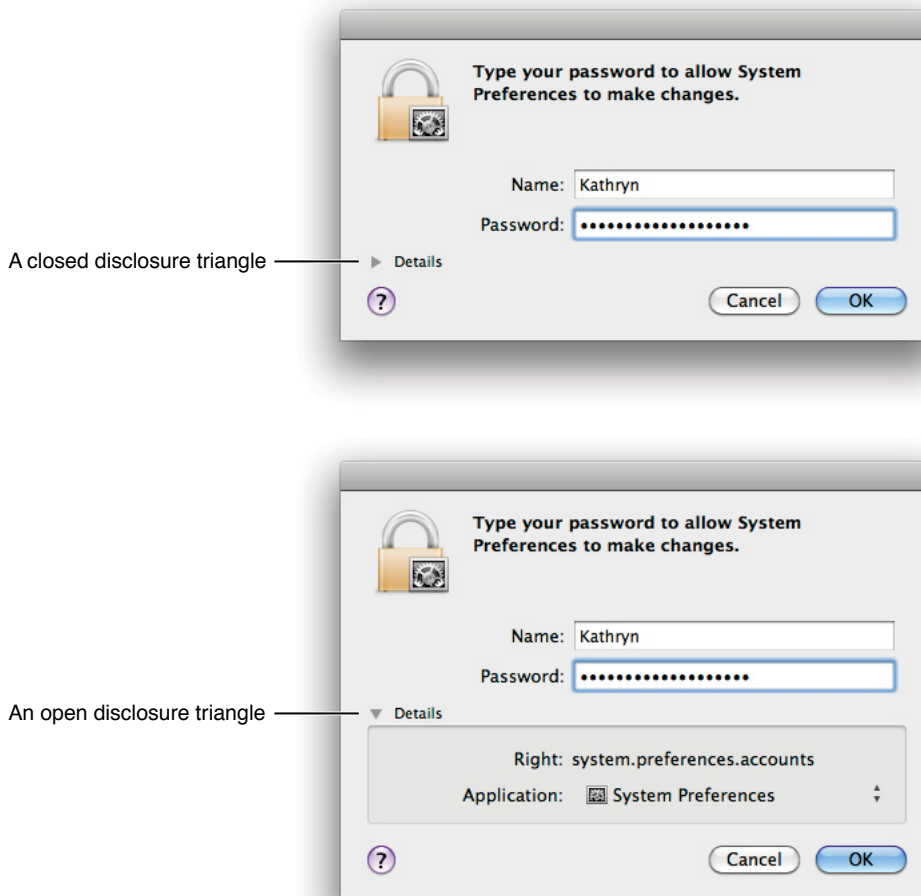 Type your password to allow System
Preferences to make changes.
Name: Kathryn
Password: •••••••••••••••••••
A closed disclosure triangle
Details
?
Cancel
OK
Type your password to allow System
Preferences to make changes.
Name: Kathryn
Password: •••••••••••••••••••
An open disclosure triangle
Details
Right: system.preferences.accounts
Application: System Preferences
?
Cancel
OK